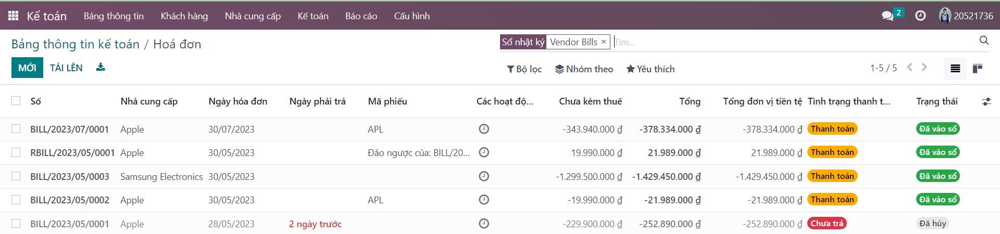 Kế toán Bảng thông tin Khách hàng Nhà cung cấp Kế toán Báo cáo Cấu hình 2 20521736
Bảng thông tin kế toán / Hoá đơn Sổ nhật ký Vendor Bills × Tìm...
MỚI TẢI LÊN Bộ lọc Nhóm theo Yêu thích 1-5 / 5
Số Nhà cung cấp Ngày hóa đơn Ngày phải trả Mã phiếu Các hoạt độ... Chưa kèm thuế Tổng Tổng đơn vị tiền tệ Tình trạng thanh t... Trạng thái
BILL/2023/07/0001 Apple 30/07/2023 APL -343.940.000 ₫ -378.334.000 ₫ -378.334.000 ₫ Thanh toán Đã vào sổ
RBILL/2023/05/0001 Apple 30/05/2023 Đảo ngược của: BILL/20... 19.990.000 ₫ 21.989.000 ₫ 21.989.000 ₫ Thanh toán Đã vào sổ
BILL/2023/05/0003 Samsung Electronics 30/05/2023 -1.299.500.000 ₫ -1.429.450.000 ₫ -1.429.450.000 ₫ Thanh toán Đã vào sổ
BILL/2023/05/0002 Apple 30/05/2023 APL -19.990.000 ₫ -21.989.000 ₫ -21.989.000 ₫ Thanh toán Đã vào sổ
BILL/2023/05/0001 Apple 28/05/2023 2 ngày trước -229.900.000 ₫ -252.890.000 ₫ -252.890.000 ₫ Chưa trả Đã hủy